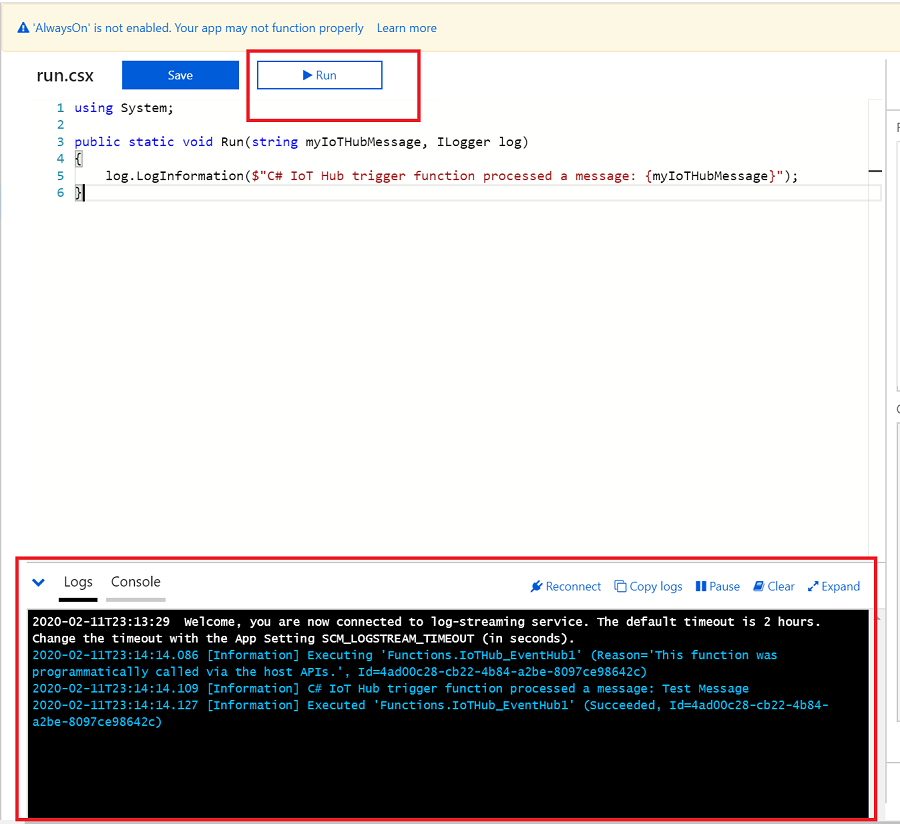 'AlwaysOn' is not enabled. Your app may not function properly Learn more
run.csx Save Run
1 using System;
2
3 public static void Run(string myIoTHubMessage, ILogger log)
4 {
5 log.LogInformation($"C# IoT Hub trigger function processed a message: {myIoTHubMessage}");
6 }
Logs Console Reconnect Copy logs Pause Clear Expand
2020-02-11T23:13:29 Welcome, you are now connected to log-streaming service. The default timeout is 2 hours.
Change the timeout with the App Setting SCM_LOGSTREAM_TIMEOUT (in seconds).
2020-02-11T23:14:14.086 [Information] Executing 'Functions.IoTHub_EventHub1' (Reason='This function was
programmatically called via the host APIs.', Id=4ad00c28-cb22-4b84-a2be-8097ce98642c)
2020-02-11T23:14:14.109 [Information] C# IoT Hub trigger function processed a message: Test Message
2020-02-11T23:14:14.127 [Information] Executed 'Functions.IoTHub_EventHub1' (Succeeded, Id=4ad00c28-cb22-4b84-
a2be-8097ce98642c)